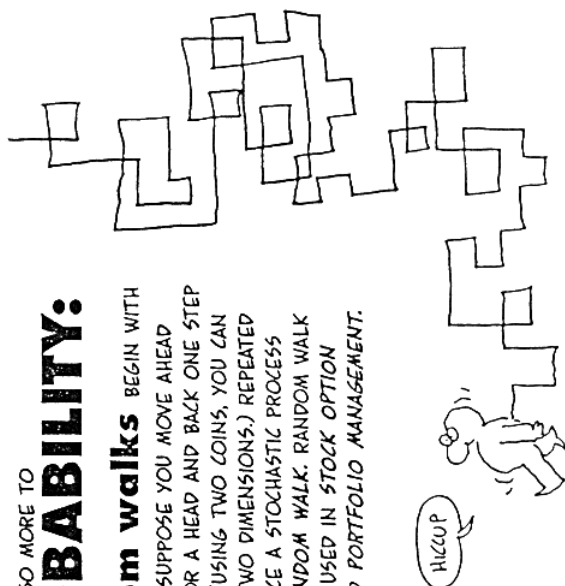 SO MORE TO
BABILITY:
om walks BEGIN WITH
SUPPOSE YOU MOVE AHEAD
OR A HEAD AND BACK ONE STEP
USING TWO COINS, YOU CAN
WO DIMENSIONS.) REPEATED
CE A STOCHASTIC PROCESS
NDOM WALK. RANDOM WALK
USED IN STOCK OPTION
D PORTFOLIO MANAGEMENT.
HICCUP